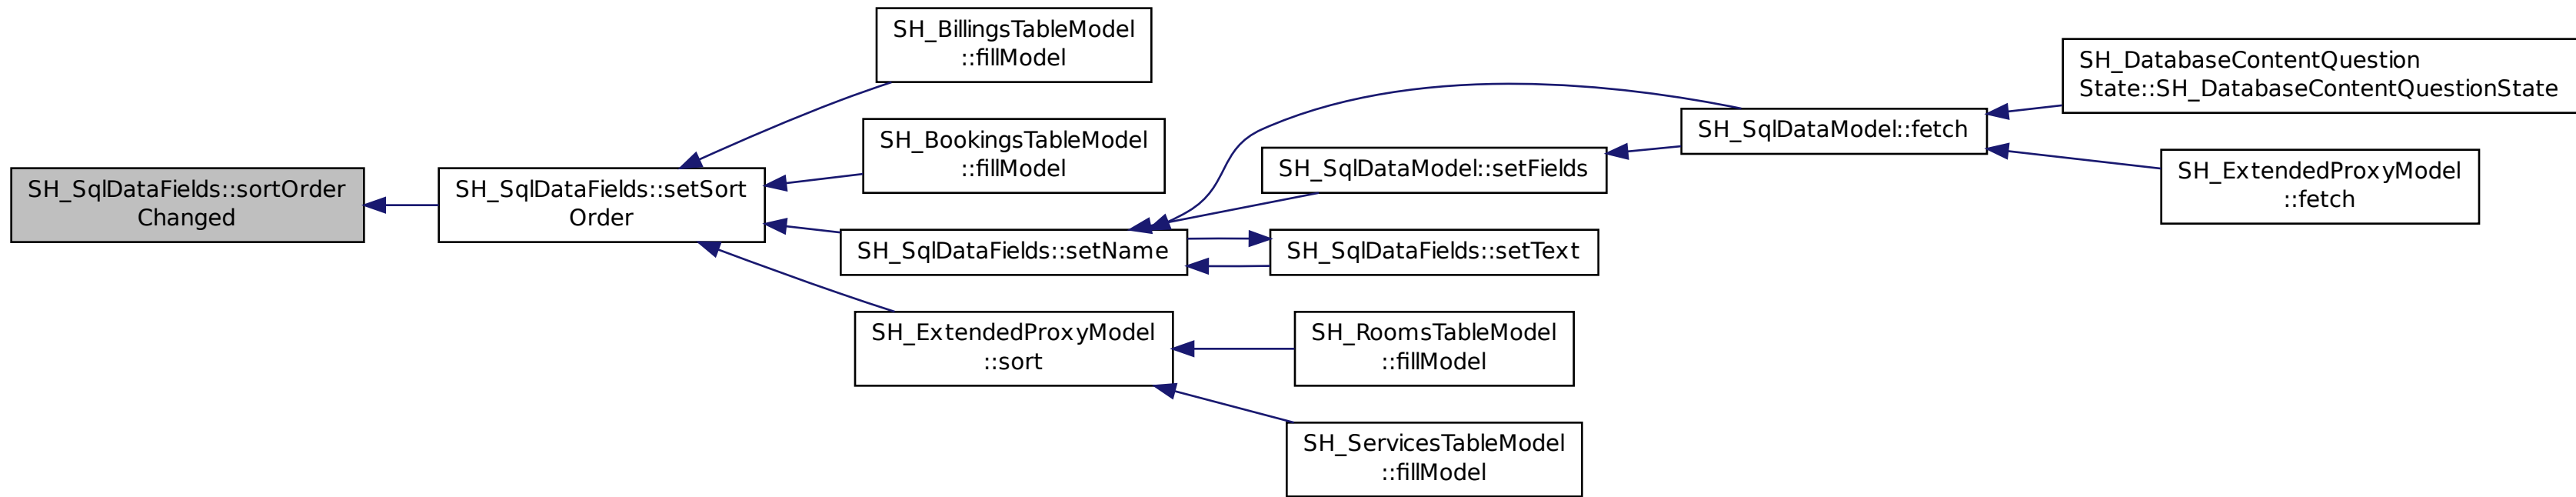 SH_SqlDataFields::sortOrder
Changed
SH_SqlDataFields::setSort
Order
SH_BillingsTableModel
::fillModel
SH_BookingsTableModel
::fillModel
SH_SqlDataFields::setName
SH_ExtendedProxyModel
::sort
SH_SqlDataModel::setFields
SH_SqlDataFields::setText
SH_RoomsTableModel
::fillModel
SH_ServicesTableModel
::fillModel
SH_SqlDataModel::fetch
SH_DatabaseContentQuestion
State::SH_DatabaseContentQuestionState
SH_ExtendedProxyModel
::fetch